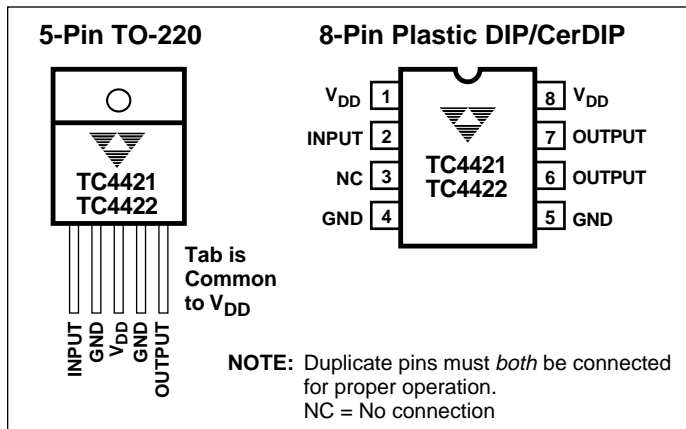 5-Pin TO-220
TC4421
TC4422
Tab is
Common
to VDD
INPUT
GND
VDD
GND
OUTPUT
8-Pin Plastic DIP/CerDIP
VDD 1
INPUT 2
NC 3
GND 4
TC4421
TC4422
8 VDD
7 OUTPUT
6 OUTPUT
5 GND
NOTE: Duplicate pins must both be connected
for proper operation.
NC = No connection